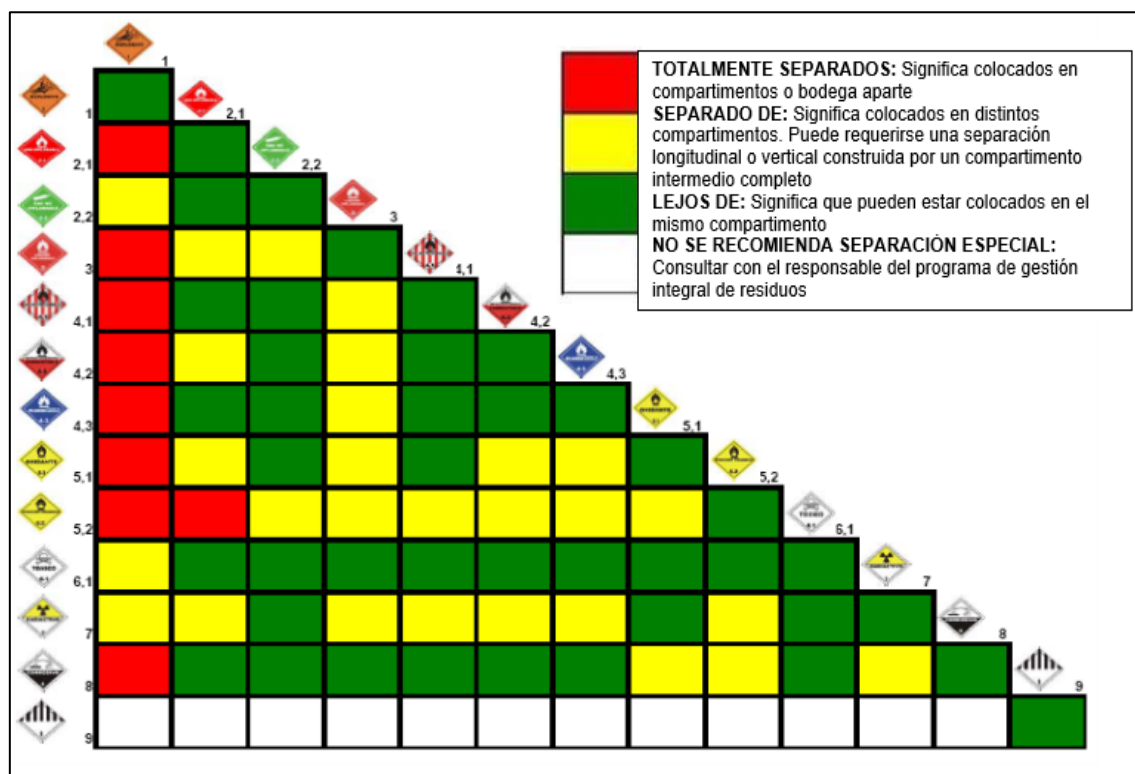 1
TOTALMENTE SEPARADOS: Significa colocados en
compartimentos o bodega aparte
SEPARADO DE: Significa colocados en distintos
compartimentos. Puede requerirse una separación
longitudinal o vertical construida por un compartimento
intermedio completo
LEJOS DE: Significa que pueden estar colocados en el
mismo compartimento
NO SE RECOMIENDA SEPARACIÓN ESPECIAL:
Consultar con el responsable del programa de gestión
integral de residuos
1
2,1
2,1
2,2
2,2
3
3
4,1
4,1
4,2
4,2
4,3
4,3
5,1
5,1
5,2
5,2
6,1
6,1
7
7
8
8
9
9